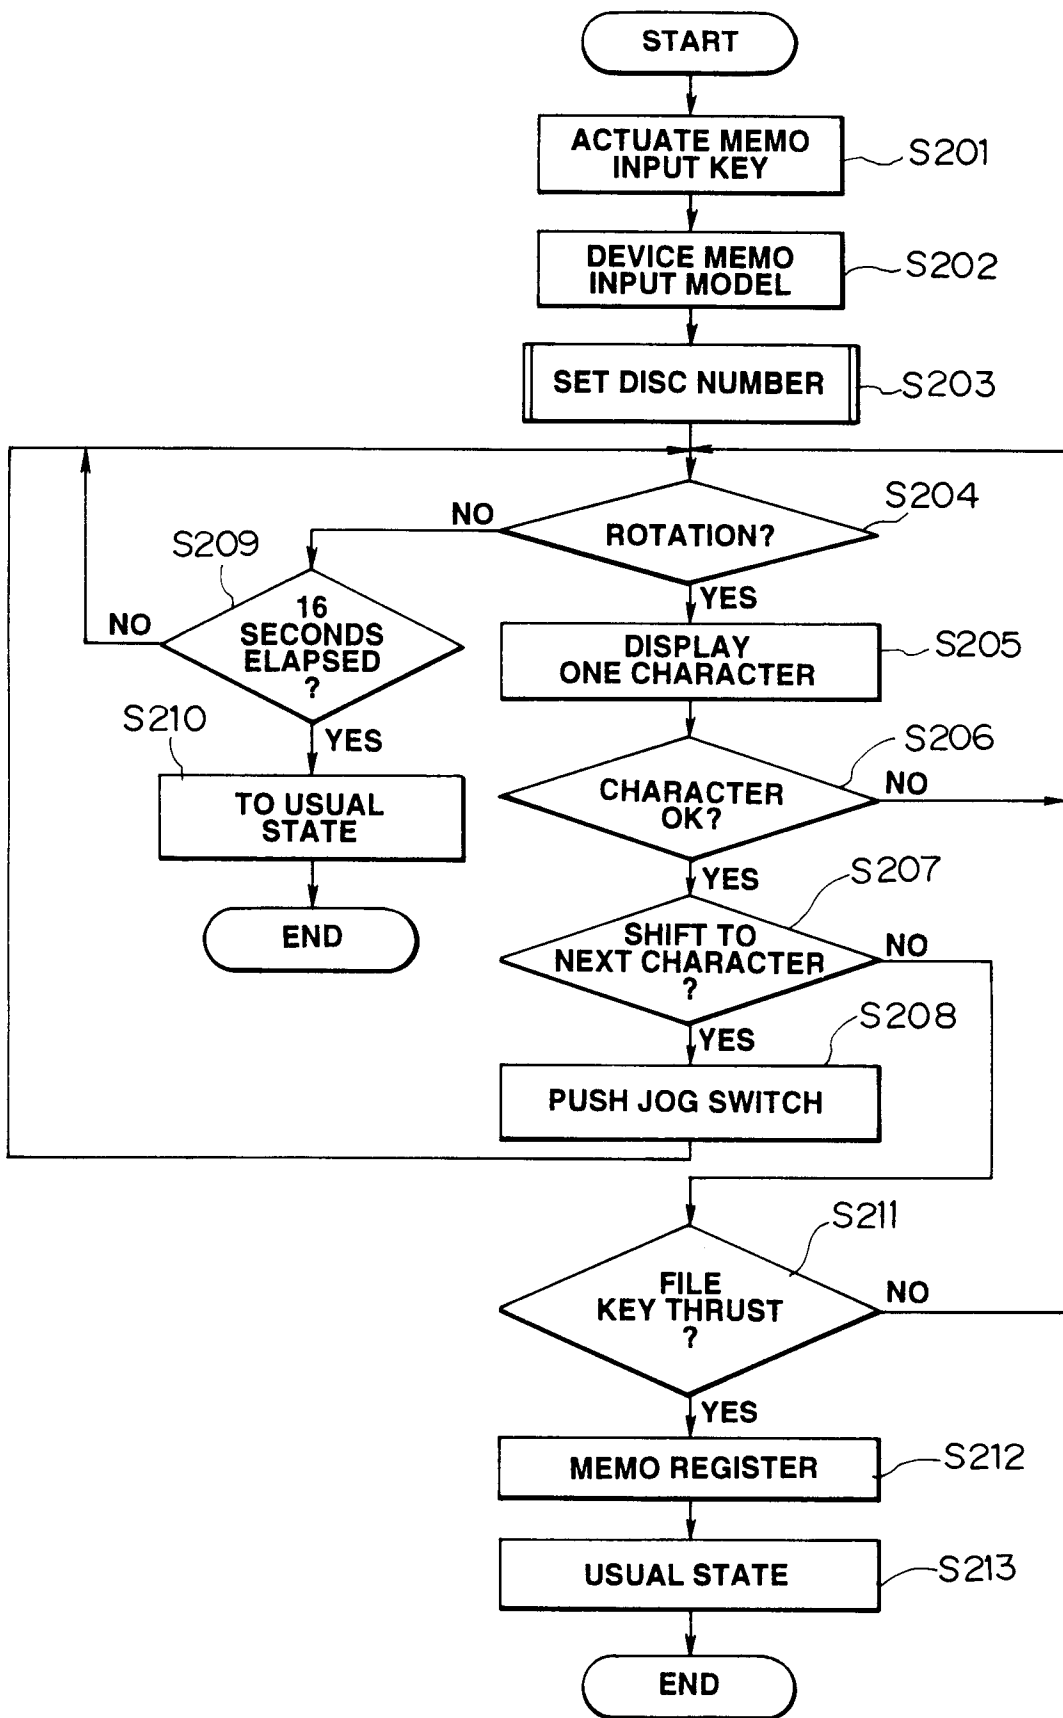 START
ACTUATE MEMO
INPUT KEY
S201
DEVICE MEMO
INPUT MODEL
S202
SET DISC NUMBER
S203
ROTATION?
S204
NO
YES
S209
16
SECONDS
ELAPSED
?
NO
YES
DISPLAY
ONE CHARACTER
S205
S210
TO USUAL
STATE
END
CHARACTER
OK?
S206
NO
YES
SHIFT TO
NEXT CHARACTER
?
S207
NO
YES
PUSH JOG SWITCH
S208
FILE
KEY THRUST
?
S211
NO
YES
MEMO REGISTER
S212
USUAL STATE
S213
END